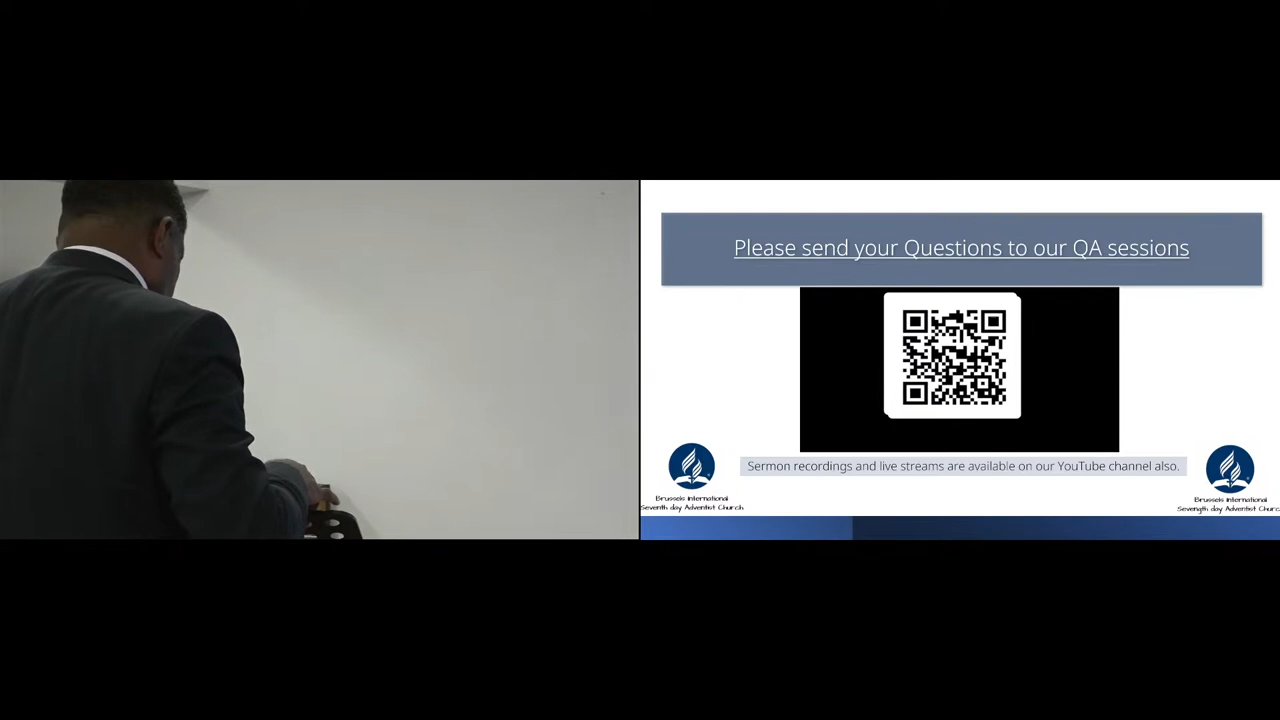 Please send your Questions to our QA sessions
Sermon recordings and live streams are available on our YouTube channel also.
Brussels International
Seventh day Adventist Church
Brussels International
Sevength day Adventist Churc